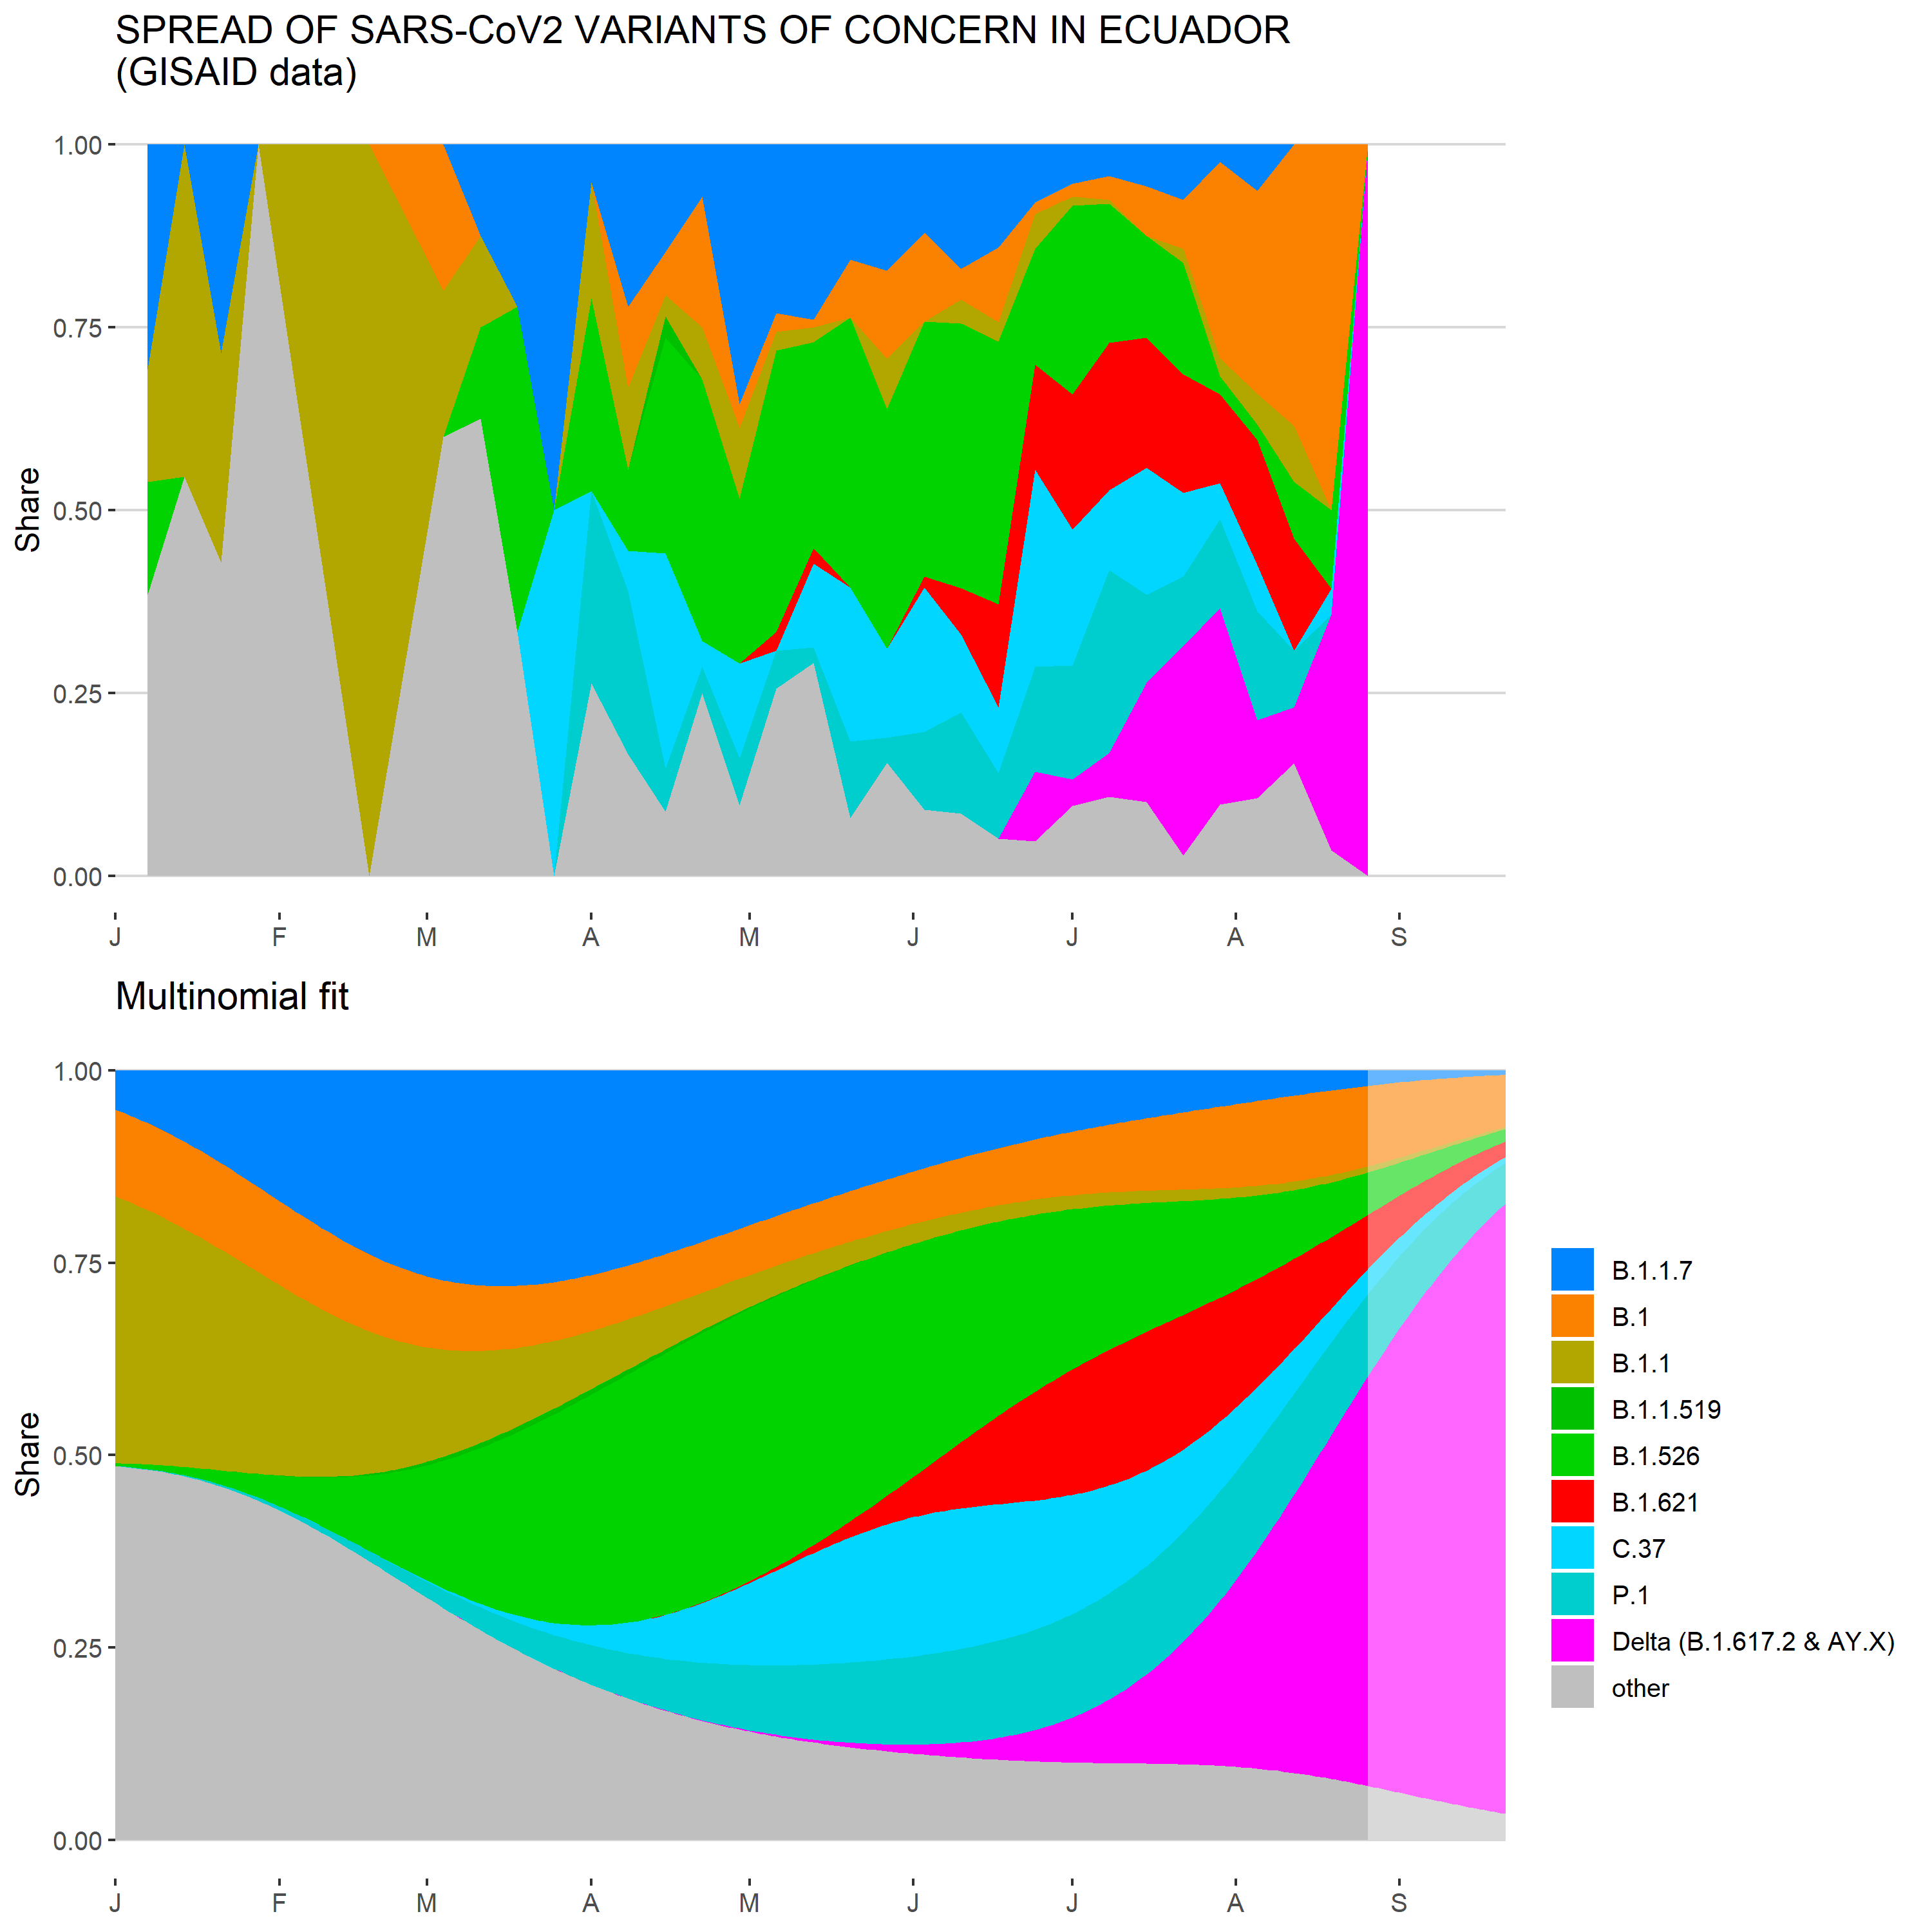 SPREAD OF SARS-CoV2 VARIANTS OF CONCERN IN ECUADOR
(GISAID data)
1.00
0.75
0.50
0.25
0.00
Share
J F M A M J J A S
Multinomial fit
1.00
0.75
0.50
0.25
0.00
Share
J F M A M J J A S
B.1.1.7
B.1
B.1.1
B.1.1.519
B.1.526
B.1.621
C.37
P.1
Delta (B.1.617.2 & AY.X)
other